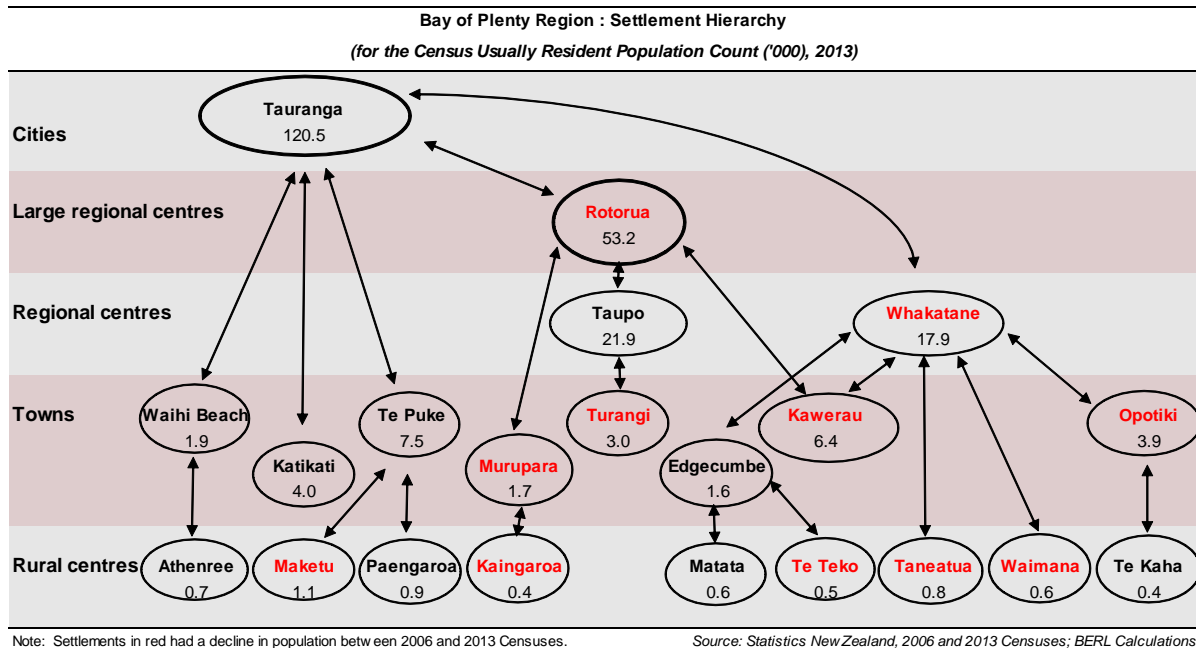 Bay of Plenty Region : Settlement Hierarchy
(for the Census Usually Resident Population Count ('000), 2013)
Cities
Tauranga
120.5
Large regional centres
Rotorua
53.2
Regional centres
Taupo
21.9
Whakatane
17.9
Towns
Waihi Beach
1.9
Katikati
4.0
Te Puke
7.5
Murupara
1.7
Turangi
3.0
Edgecumbe
1.6
Kawerau
6.4
Opotiki
3.9
Rural centres
Athenree
0.7
Maketu
1.1
Paengaroa
0.9
Kaingaroa
0.4
Matata
0.6
Te Teko
0.5
Taneatua
0.8
Waimana
0.6
Te Kaha
0.4
Note: Settlements in red had a decline in population between 2006 and 2013 Censuses.
Source: Statistics New Zealand, 2006 and 2013 Censuses; BERL Calculations